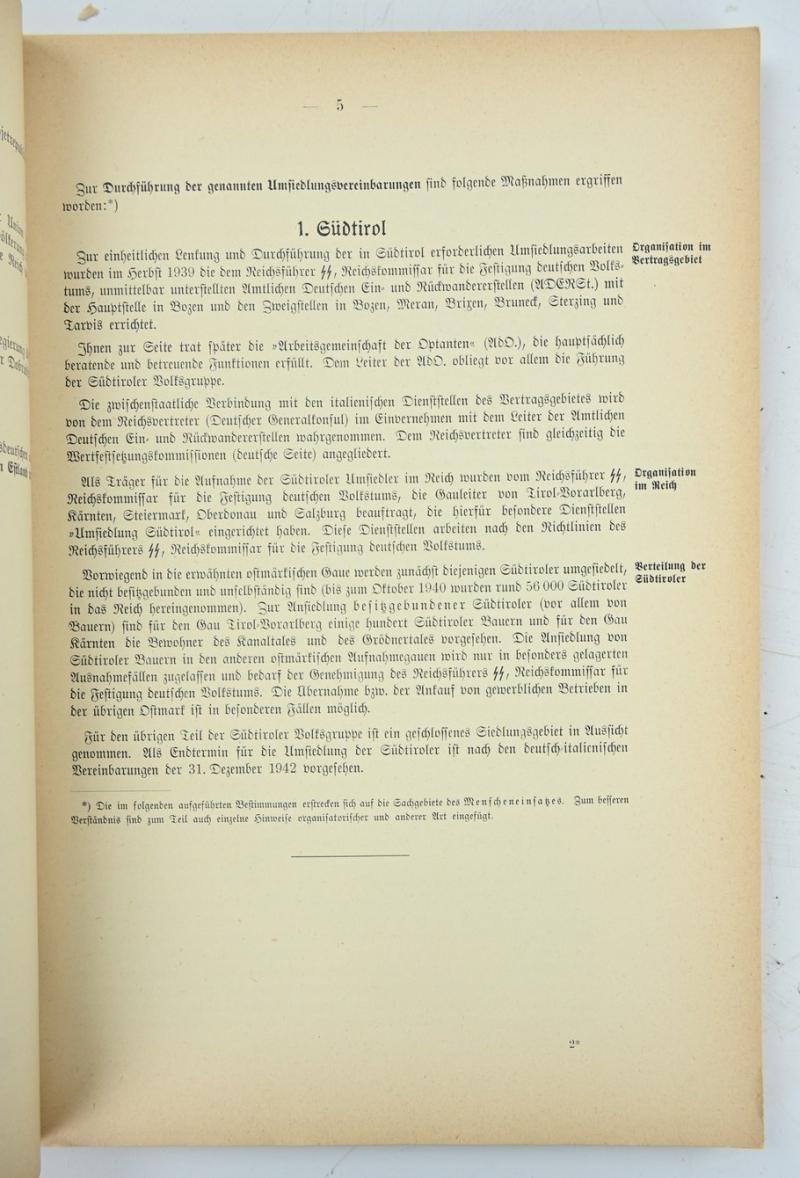 — 5 —
Zur Durchführung der genannten Umsiedlungsvereinbarungen sind folgende Maßnahmen ergriffen
worden:*)
1. Südtirol
Zur einheitlichen Lenkung und Durchführung der in Südtirol erforderlichen Umsiedlungsarbeiten
wurden im Herbst 1939 die dem Reichsführer ᛋᛋ, Reichskommissar für die Festigung deutschen Volks-
tums, unmittelbar unterstellten Amtlichen Deutschen Ein- und Rückwandererstellen (ADERSt.) mit
der Hauptstelle in Bozen und den Zweigstellen in Bozen, Meran, Brixen, Bruneck, Sterzing und
Tarvis errichtet.
Organisation im
Vertragsgebiet
Ihnen zur Seite trat später die »Arbeitsgemeinschaft der Optanten« (AdO.), die hauptsächlich
beratende und betreuende Funktionen erfüllt. Dem Leiter der AdO. obliegt vor allem die Führung
der Südtiroler Volksgruppe.
Die zwischenstaatliche Verbindung mit den italienischen Dienststellen des Vertragsgebietes wird
von dem Reichsvertreter (Deutscher Generalkonsul) im Einvernehmen mit dem Leiter der Amtlichen
Deutschen Ein- und Rückwandererstellen wahrgenommen. Dem Reichsvertreter sind gleichzeitig die
Wertfestsetzungskommissionen (deutsche Seite) angegliedert.
Als Träger für die Aufnahme der Südtiroler Umsiedler im Reich wurden vom Reichsführer ᛋᛋ,
Reichskommissar für die Festigung deutschen Volkstums, die Gauleiter von Tirol-Vorarlberg,
Kärnten, Steiermark, Oberdonau und Salzburg beauftragt, die hierfür besondere Dienststellen
»Umsiedlung Südtirol« eingerichtet haben. Diese Dienststellen arbeiten nach den Richtlinien des
Reichsführers ᛋᛋ, Reichskommissar für die Festigung deutschen Volkstums.
Organisation
im Reich
Vorwiegend in die erwähnten ostmärkischen Gaue werden zunächst diejenigen Südtiroler umgesiedelt,
die nicht besitzgebunden und unselbständig sind (bis zum Oktober 1940 wurden rund 56 000 Südtiroler
in das Reich hereingenommen). Zur Ansiedlung besitzgebundener Südtiroler (vor allem von
Bauern) sind für den Gau Tirol-Vorarlberg einige hundert Südtiroler Bauern und für den Gau
Kärnten die Bewohner des Kanaltales und des Grödnertales vorgesehen. Die Ansiedlung von
Südtiroler Bauern in den anderen ostmärkischen Aufnahmegauen wird nur in besonders gelagerten
Ausnahmefällen zugelassen und bedarf der Genehmigung des Reichsführers ᛋᛋ, Reichskommissar für
die Festigung deutschen Volkstums. Die Übernahme bzw. der Ankauf von gewerblichen Betrieben in
der übrigen Ostmark ist in besonderen Fällen möglich.
Verteilung der
Südtiroler
Für den übrigen Teil der Südtiroler Volksgruppe ist ein geschlossenes Siedlungsgebiet in Aussicht
genommen. Als Endtermin für die Umsiedlung der Südtiroler ist nach den deutsch-italienischen
Vereinbarungen der 31. Dezember 1942 vorgesehen.
*) Die im folgenden aufgeführten Bestimmungen erstrecken sich auf die Sachgebiete des Menscheneinsatzes. Zum besseren
Verständnis sind zum Teil auch einzelne Hinweise organisatorischer und anderer Art eingefügt.
2*